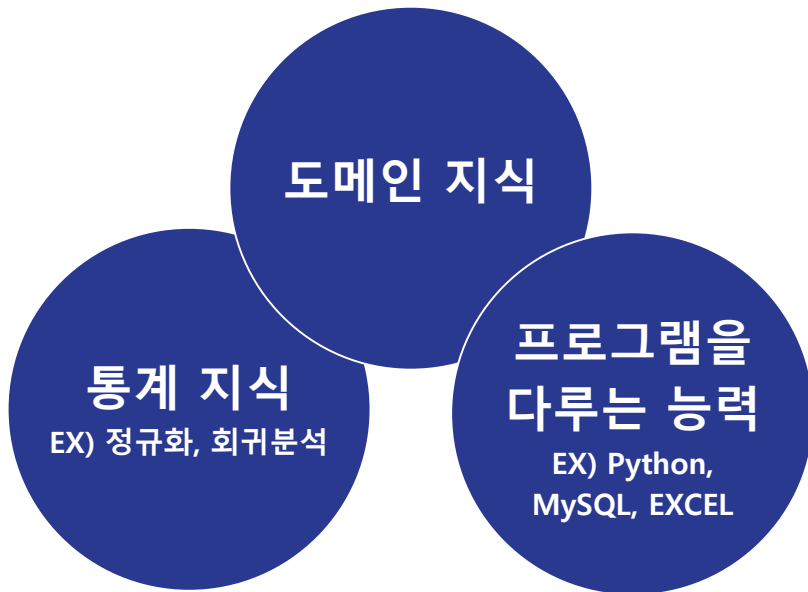 도메인 지식
통계 지식
EX) 정규화, 회귀분석
프로그램을
다루는 능력
EX) Python,
MySQL, EXCEL